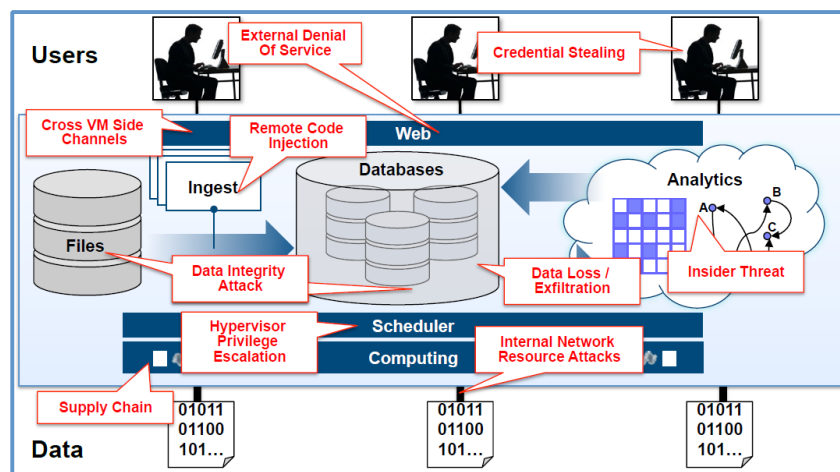 Users
External Denial
Of Service
Credential Stealing
Cross VM Side
Channels
Remote Code
Injection
Web
Ingest
Databases
Analytics
A
B
C
Files
Data Integrity
Attack
Data Loss /
Exfiltration
Insider Threat
Hypervisor
Privilege
Escalation
Scheduler
Internal Network
Resource Attacks
Computing
Supply Chain
Data
01011
01100
101...
01011
01100
101...
01011
01100
101...